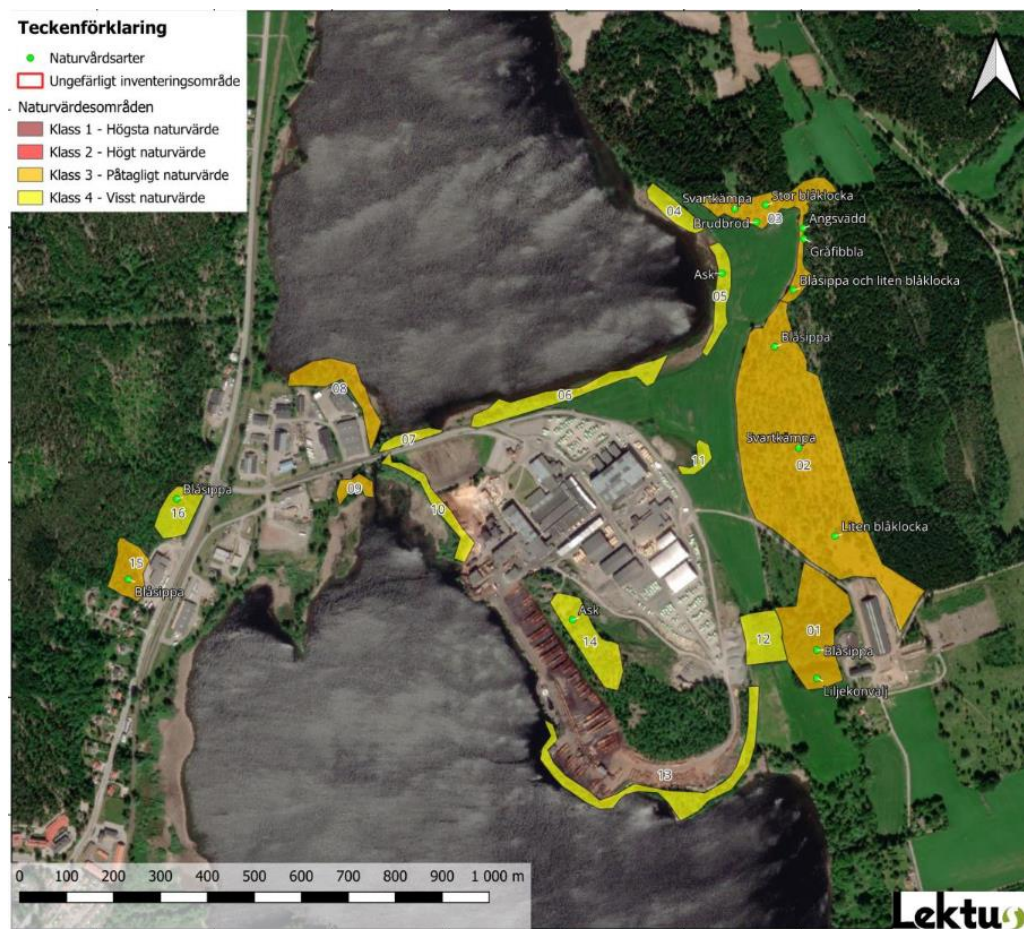 Teckenförklaring
Naturvårdsarter
Ungefärligt inventeringsområde
Naturvärdesområden
Klass 1 - Högsta naturvärde
Klass 2 - Högt naturvärde
Klass 3 - Påtagligt naturvärde
Klass 4 - Visst naturvärde
04
Svartkämpa
Stor blåklocka
Brudbröd
03
Ängsvädd
Gråfibbla
Ask
05
Blåsippa och liten blåklocka
Blåsippa
08
06
07
Svartkämpa
02
11
Blåsippa
16
09
10
Liten blåklocka
15
Blåsippa
Ask
14
12
01
Blåsippa
Liljekonvalj
13
0 100 200 300 400 500 600 700 800 900 1 000 m
Lektus